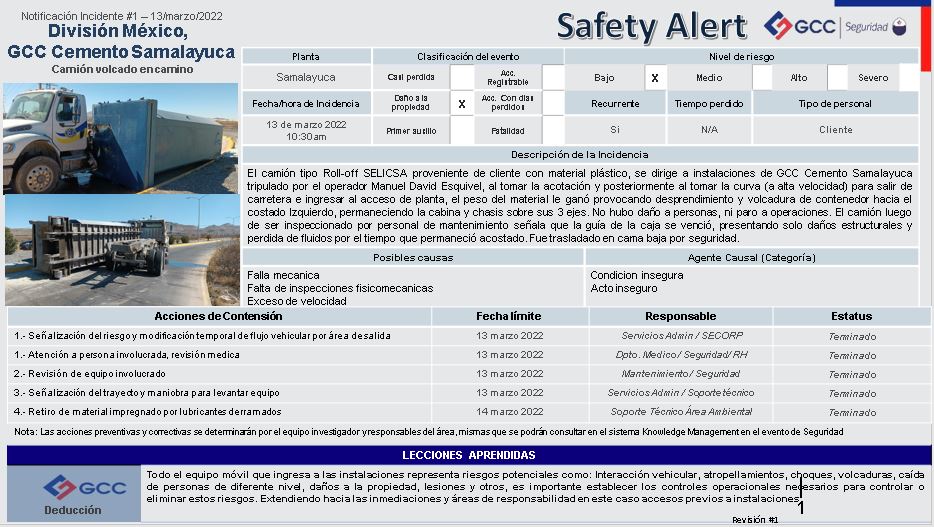 Notificación Incidente #1 – 13/marzo/2022
División México,
GCC Cemento Samalayuca
Camión volcado en camino
Safety Alert
GCC Seguridad
Planta Clasificación del evento Nivel de riesgo
Samalayuca Casi perdida Acc. Registrable Bajo X Medio Alto Severo
Fecha/hora de Incidencia Daño a la propiedad X Acc. Con dias perdidos Recurrente Tiempo perdido Tipo de personal
13 de marzo 2022
10:30am
Primer auxilio Fatalidad Si N/A Cliente
Descripción de la Incidencia
El camión tipo Roll-off SELICSA proveniente de cliente con material plástico, se dirige a instalaciones de GCC Cemento Samalayuca
tripulado por el operador Manuel David Esquivel, al tomar la acotación y posteriormente al tomar la curva (a alta velocidad) para salir de
carretera e ingresar al acceso de planta, el peso del material le ganó provocando desprendimiento y volcadura de contenedor hacia el
costado Izquierdo, permaneciendo la cabina y chasis sobre sus 3 ejes. No hubo daño a personas, ni paro a operaciones. El camión luego
de ser inspeccionado por personal de mantenimiento señala que la guía de la caja se venció, presentando solo daños estructurales y
perdida de fluidos por el tiempo que permaneció acostado. Fue trasladado en cama baja por seguridad.
Posibles causas Agente Causal (Categoría)
Falla mecanica
Falta de inspecciones fisicomecanicas
Exceso de velocidad
Condicion insegura
Acto inseguro
Acciones de Contensión Fecha límite Responsable Estatus
1.- Señalización del riesgo y modificación temporal de flujo vehicular por área de salida 13 marzo 2022 Servicios Admin / SECORP Terminado
1.- Atención a persona involucrada, revisión medica 13 marzo 2022 Dpto. Medico / Seguridad/ RH Terminado
2.- Revisión de equipo involucrado 13 marzo 2022 Mantenimiento / Seguridad Terminado
3.- Señalización del trayecto y maniobra para levantar equipo 13 marzo 2022 Servicios Admin / Soporte técnico Terminado
4.- Retiro de material impregnado por lubricantes derramados 14 marzo 2022 Soporte Técnico Área Ambiental Terminado
Nota: Las acciones preventivas y correctivas se determinarán por el equipo investigador y responsables del área, mismas que se podrán consultar en el sistema Knowledge Management en el evento de Seguridad
LECCIONES APRENDIDAS
GCC
Deducción
Todo el equipo móvil que ingresa a las instalaciones representa riesgos potenciales como: Interacción vehicular, atropellamientos, choques, volcaduras, caída
de personas de diferente nivel, daños a la propiedad, lesiones y otros, es importante establecer los controles operacionales necesarios para controlar o
eliminar estos riesgos. Extendiendo hacia las inmediaciones y áreas de responsabilidad en este caso accesos previos a instalaciones.
1
Revisión #1